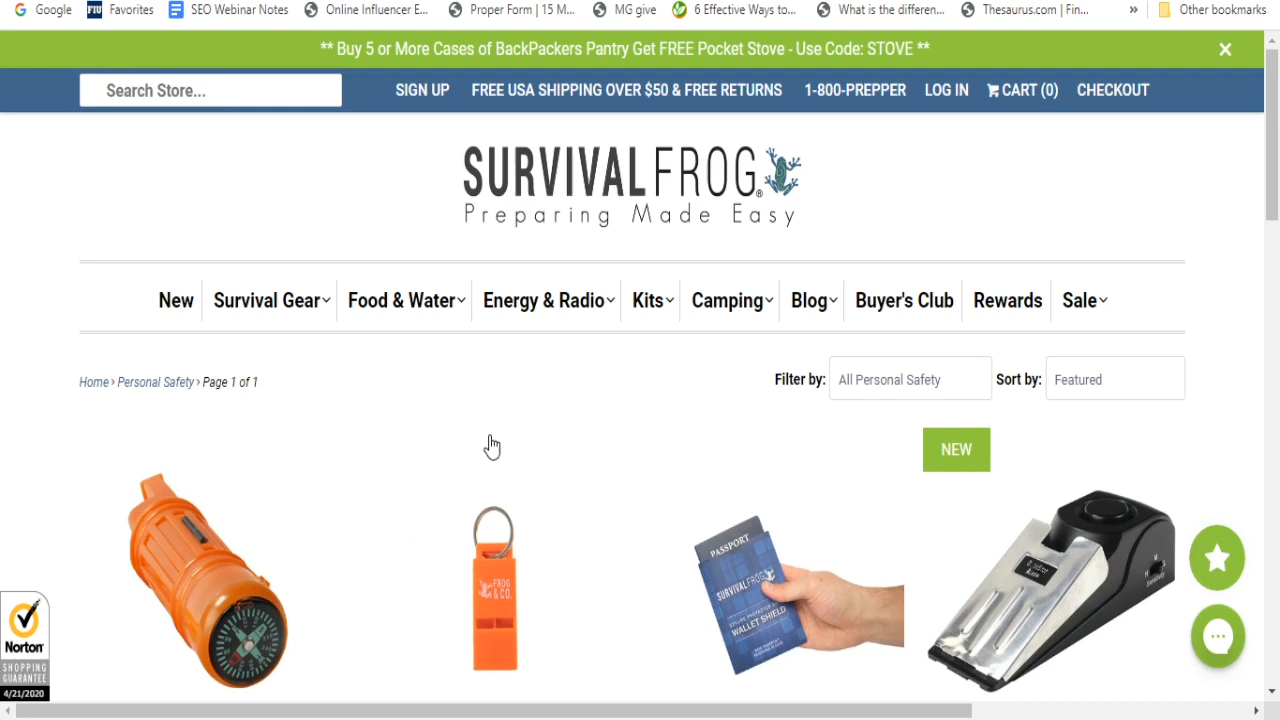 Google Favorites SEO Webinar Notes Online Influencer E... Proper Form | 15 M... MG give 6 Effective Ways to... What is the differen... Thesaurus.com | Fin... » Other bookmarks
** Buy 5 or More Cases of BackPackers Pantry Get FREE Pocket Stove - Use Code: STOVE **
Search Store... SIGN UP FREE USA SHIPPING OVER $50 & FREE RETURNS 1-800-PREPPER LOG IN CART (0) CHECKOUT
SURVIVALFROG®
Preparing Made Easy
New Survival Gear Food & Water Energy & Radio Kits Camping Blog Buyer's Club Rewards Sale
Home › Personal Safety › Page 1 of 1 Filter by: All Personal Safety Sort by: Featured
NEW
PASSPORT
SURVIVALFROG
WALLET SHIELD
FROG
& CO.
Norton
SHOPPING
GUARANTEE
4/21/2020